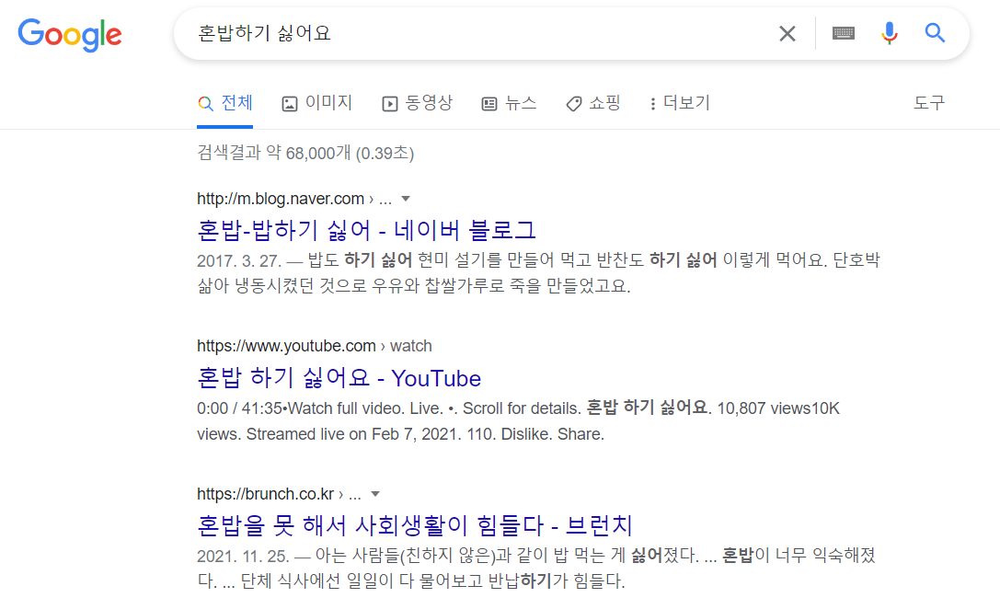 Google
혼밥하기 싫어요
전체 이미지 동영상 뉴스 쇼핑 더보기 도구
검색결과 약 68,000개 (0.39초)
http://m.blog.naver.com › ...
혼밥-밥하기 싫어 - 네이버 블로그
2017. 3. 27. — 밥도 하기 싫어 현미 설기를 만들어 먹고 반찬도 하기 싫어 이렇게 먹어요. 단호박
삶아 냉동시켰던 것으로 우유와 찹쌀가루로 죽을 만들었고요.
https://www.youtube.com › watch
혼밥 하기 싫어요 - YouTube
0:00 / 41:35•Watch full video. Live. •. Scroll for details. 혼밥 하기 싫어요. 10,807 views10K
views. Streamed live on Feb 7, 2021. 110. Dislike. Share.
https://brunch.co.kr › ...
혼밥을 못 해서 사회생활이 힘들다 - 브런치
2021. 11. 25. — 아는 사람들(친하지 않은)과 같이 밥 먹는 게 싫어졌다. ... 혼밥이 너무 익숙해졌
다. ... 단체 식사에선 일일이 다 물어보고 반납하기가 힘들다.